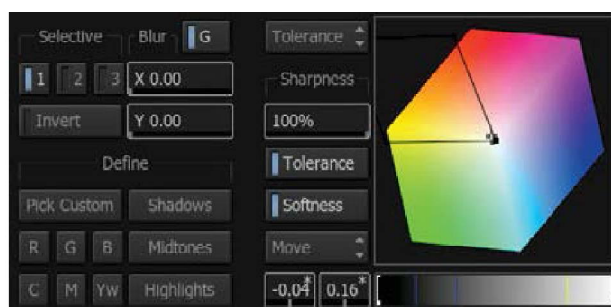 Selective Blur G Tolerance
1 2 3 X 0.00 Sharpness
Invert Y 0.00 100%
Define Tolerance
Pick Custom Shadows Softness
R G B Midtones Move
C M Yw Highlights -0.04* 0.16*